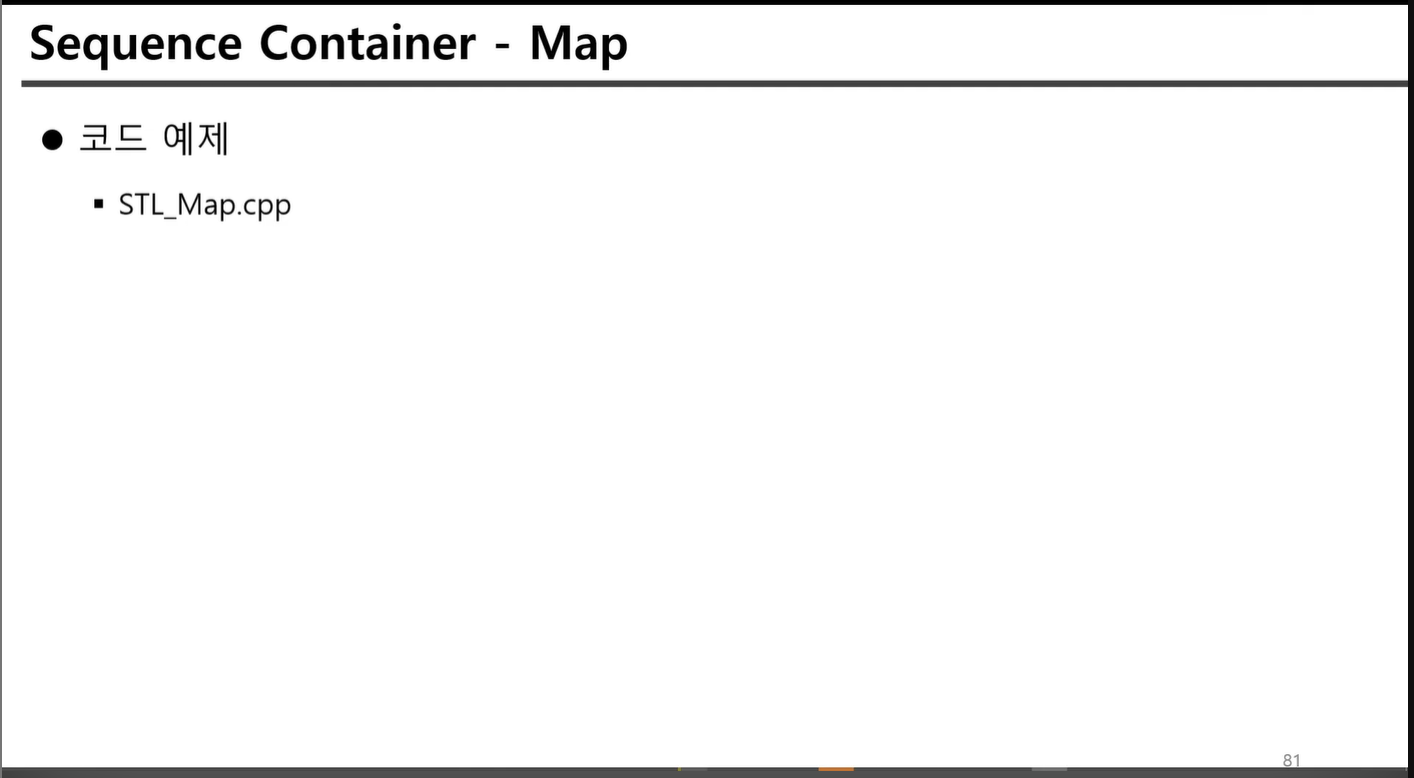 Sequence Container - Map
● 코드 예제
▪ STL_Map.cpp
81